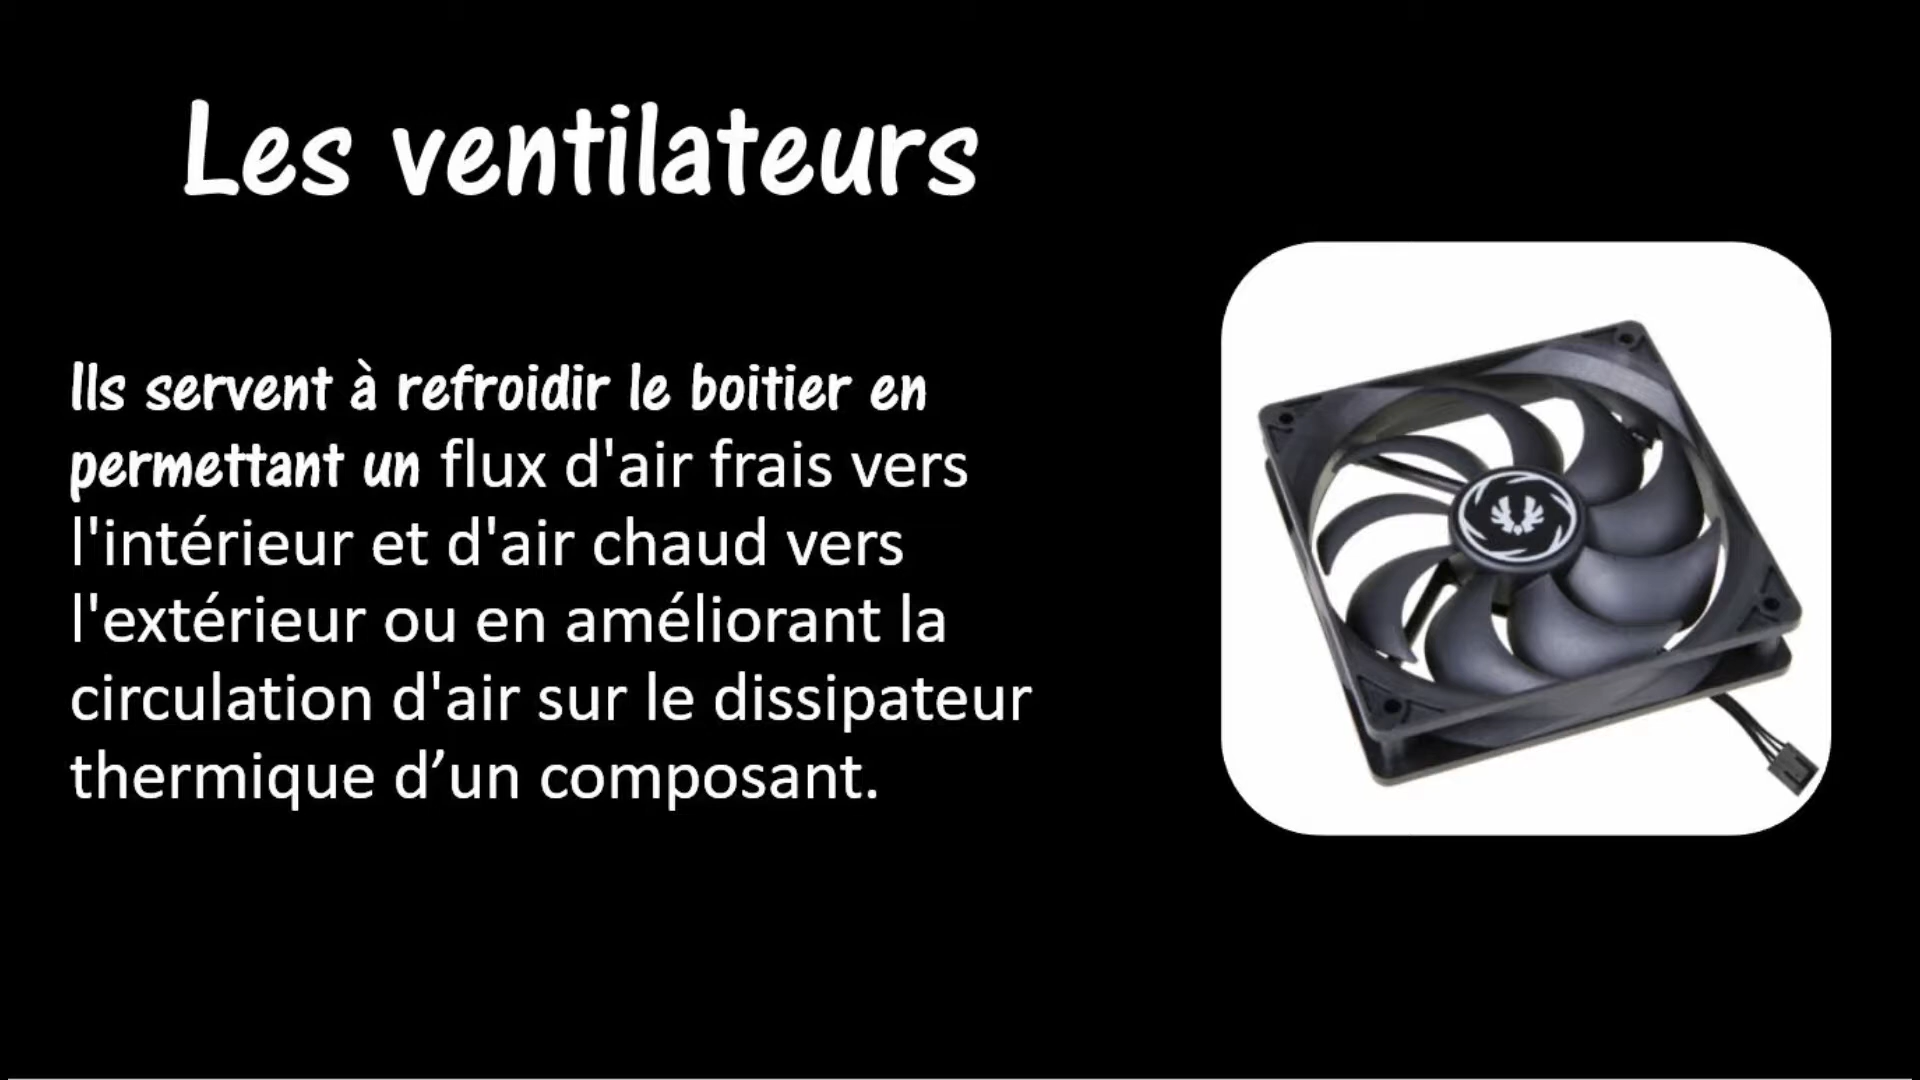 Les ventilateurs
Ils servent à refroidir le boitier en
permettant un flux d'air frais vers
l'intérieur et d'air chaud vers
l'extérieur ou en améliorant la
circulation d'air sur le dissipateur
thermique d’un composant.